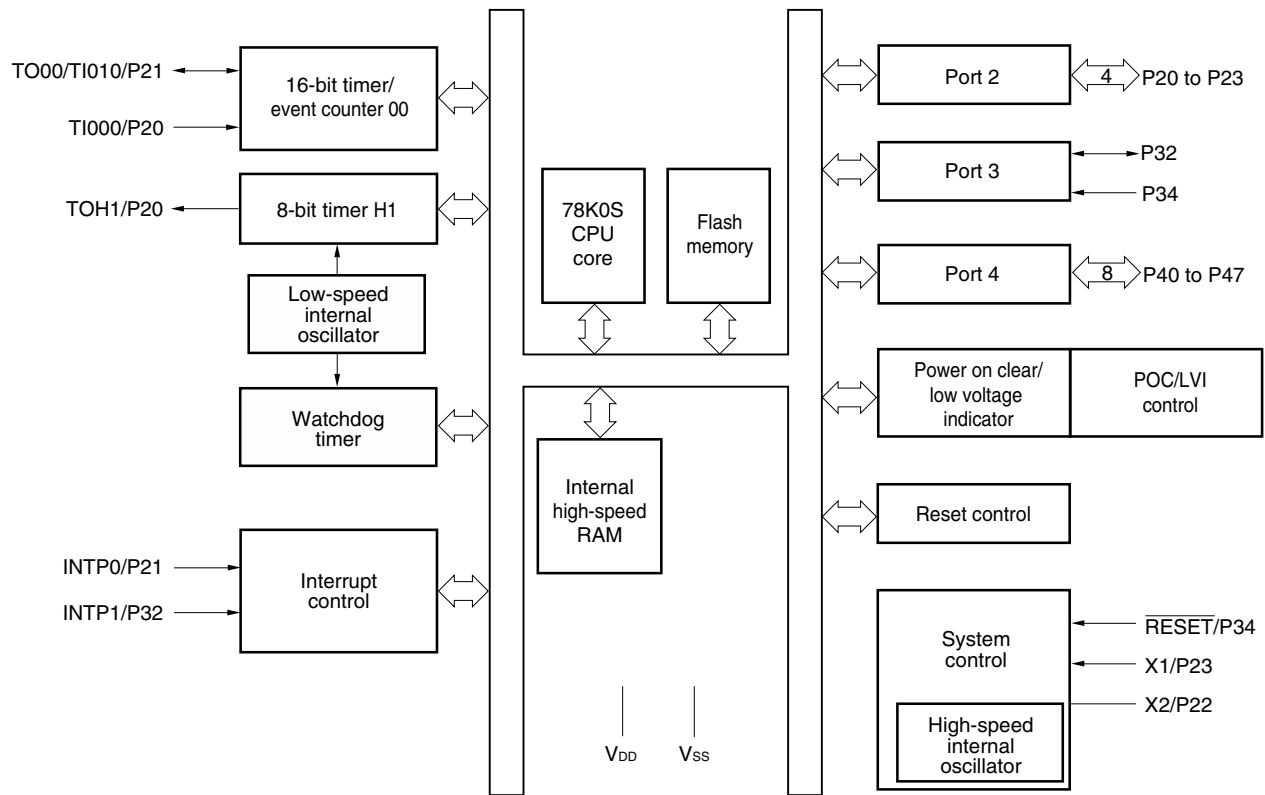 TO00/TI010/P21
TI000/P20
16-bit timer/
event counter 00
TOH1/P20
8-bit timer H1
Low-speed
internal
oscillator
Watchdog
timer
INTP0/P21
INTP1/P32
Interrupt
control
78K0S
CPU
core
Flash
memory
Internal
high-speed
RAM
VDD
VSS
Port 2
4
P20 to P23
Port 3
P32
P34
Port 4
8
P40 to P47
Power on clear/
low voltage
indicator
POC/LVI
control
Reset control
System
control
RESET/P34
X1/P23
X2/P22
High-speed
internal
oscillator